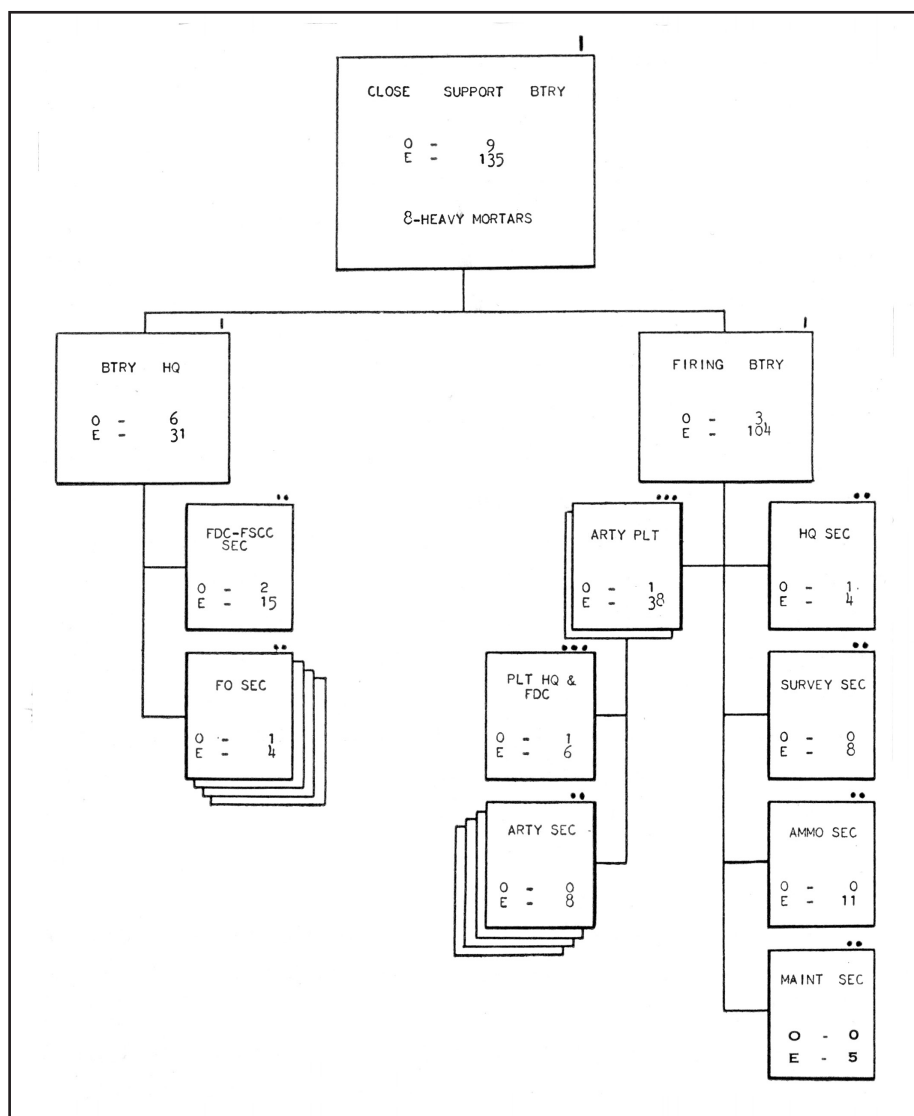 CLOSE SUPPORT BTRY
O - 9
E - 135
8-HEAVY MORTARS
BTRY HQ
O - 6
E - 31
FIRING BTRY
O - 3
E - 104
FDC-FSCC
SEC
O - 2
E - 15
ARTY PLT
O - 1
E - 38
HQ SEC
O - 1
E - 4
FO SEC
O - 1
E - 4
PLT HQ &
FDC
O - 1
E - 6
SURVEY SEC
O - 0
E - 8
ARTY SEC
O - 0
E - 8
AMMO SEC
O - 0
E - 11
MAINT SEC
O - 0
E - 5